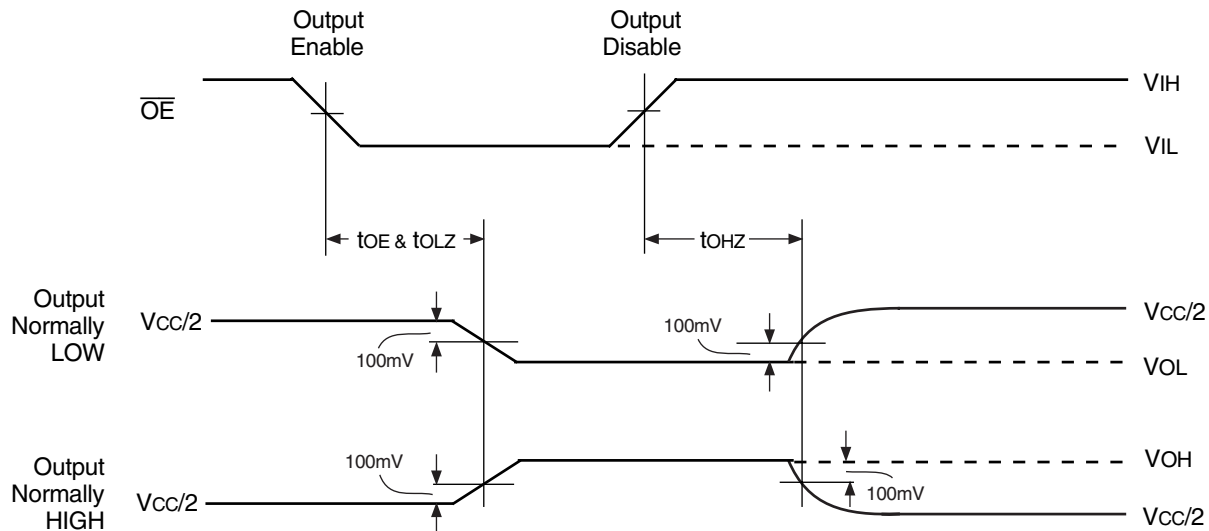 Output
Enable
Output
Disable
OE
VIH
VIL
tOE & tOLZ
tOHZ
Output
Normally
LOW
VCC/2
100mV
100mV
VCC/2
VOL
Output
Normally
HIGH
VCC/2
100mV
VOH
100mV
VCC/2